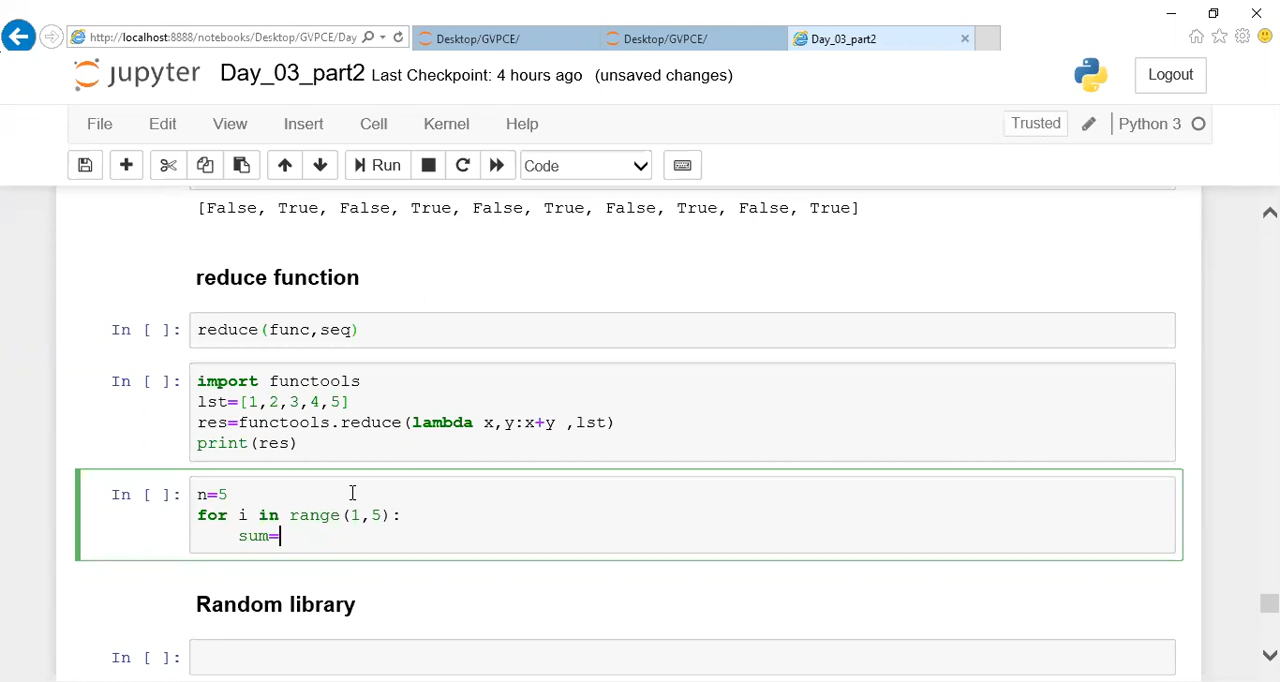 http://localhost:8888/notebooks/Desktop/GVPCE/Day
Desktop/GVPCE/
Desktop/GVPCE/
Day_03_part2
jupyter Day_03_part2 Last Checkpoint: 4 hours ago (unsaved changes)
Logout
File Edit View Insert Cell Kernel Help
Trusted
Python 3
Run
Code
[False, True, False, True, False, True, False, True, False, True]
reduce function
In [ ]: reduce(func,seq)
In [ ]: import functools
lst=[1,2,3,4,5]
res=functools.reduce(lambda x,y:x+y ,lst)
print(res)
In [ ]: n=5
for i in range(1,5):
    sum=
Random library
In [ ]: